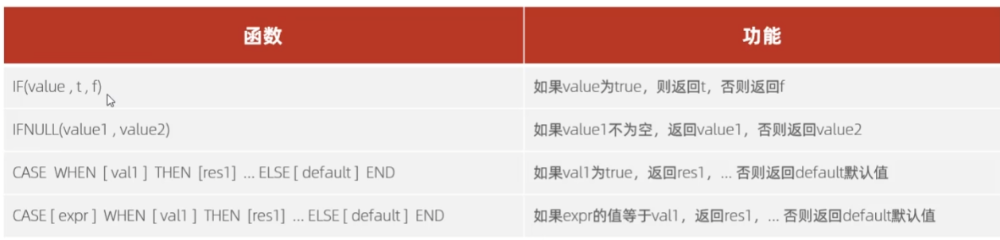 函数 功能
IF(value , t , f) 如果value为true，则返回t，否则返回f
IFNULL(value1 , value2) 如果value1不为空，返回value1，否则返回value2
CASE WHEN [ val1 ] THEN [res1] ... ELSE [ default ] END 如果val1为true，返回res1，... 否则返回default默认值
CASE [ expr ] WHEN [ val1 ] THEN [res1] ... ELSE [ default ] END 如果expr的值等于val1，返回res1，... 否则返回default默认值